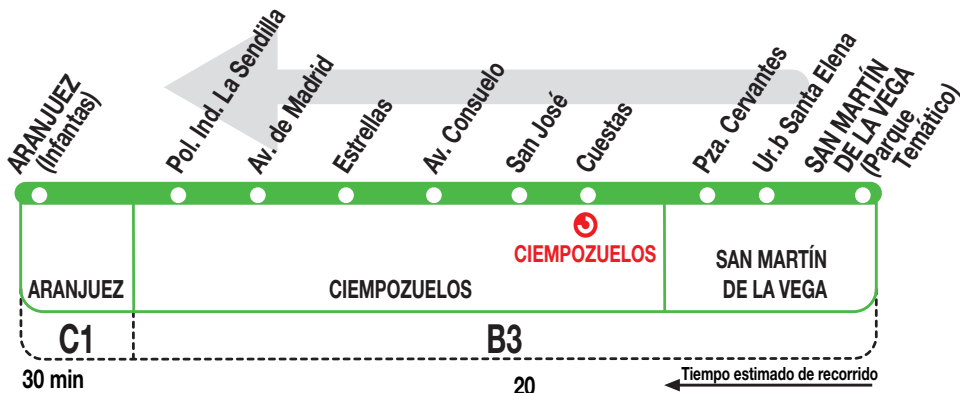 ARANJUEZ
(Infantas)
Pol. Ind. La Sendilla
Av. de Madrid
Estrellas
Av. Consuelo
San José
Cuestas
Pza. Cervantes
Ur.b Santa Elena
SAN MARTÍN
DE LA VEGA
(Parque
Temático)
CIEMPOZUELOS
ARANJUEZ
CIEMPOZUELOS
SAN MARTÍN
DE LA VEGA
C1
B3
30 min
20
Tiempo estimado de recorrido